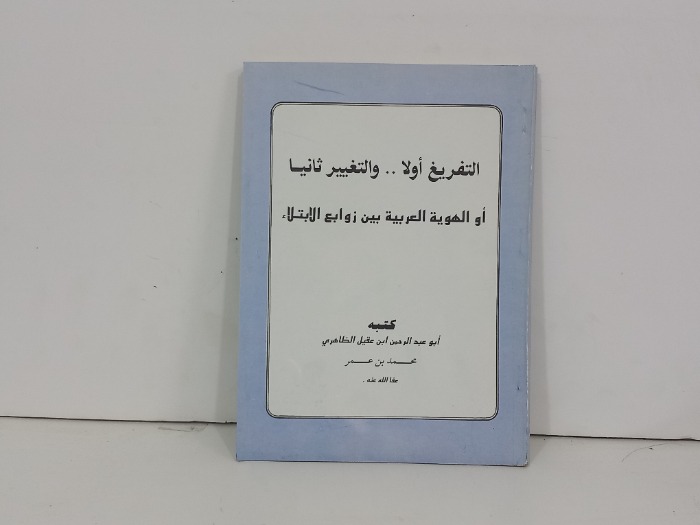 التفريغ أولا .. والتغيير ثانيا
أو الهوية العربية بين زوابع الابتلاء
كتبه
أبو عبد الرحمن ابن عقيل الظاهري
محمد بن عمر
عفا الله عنه .